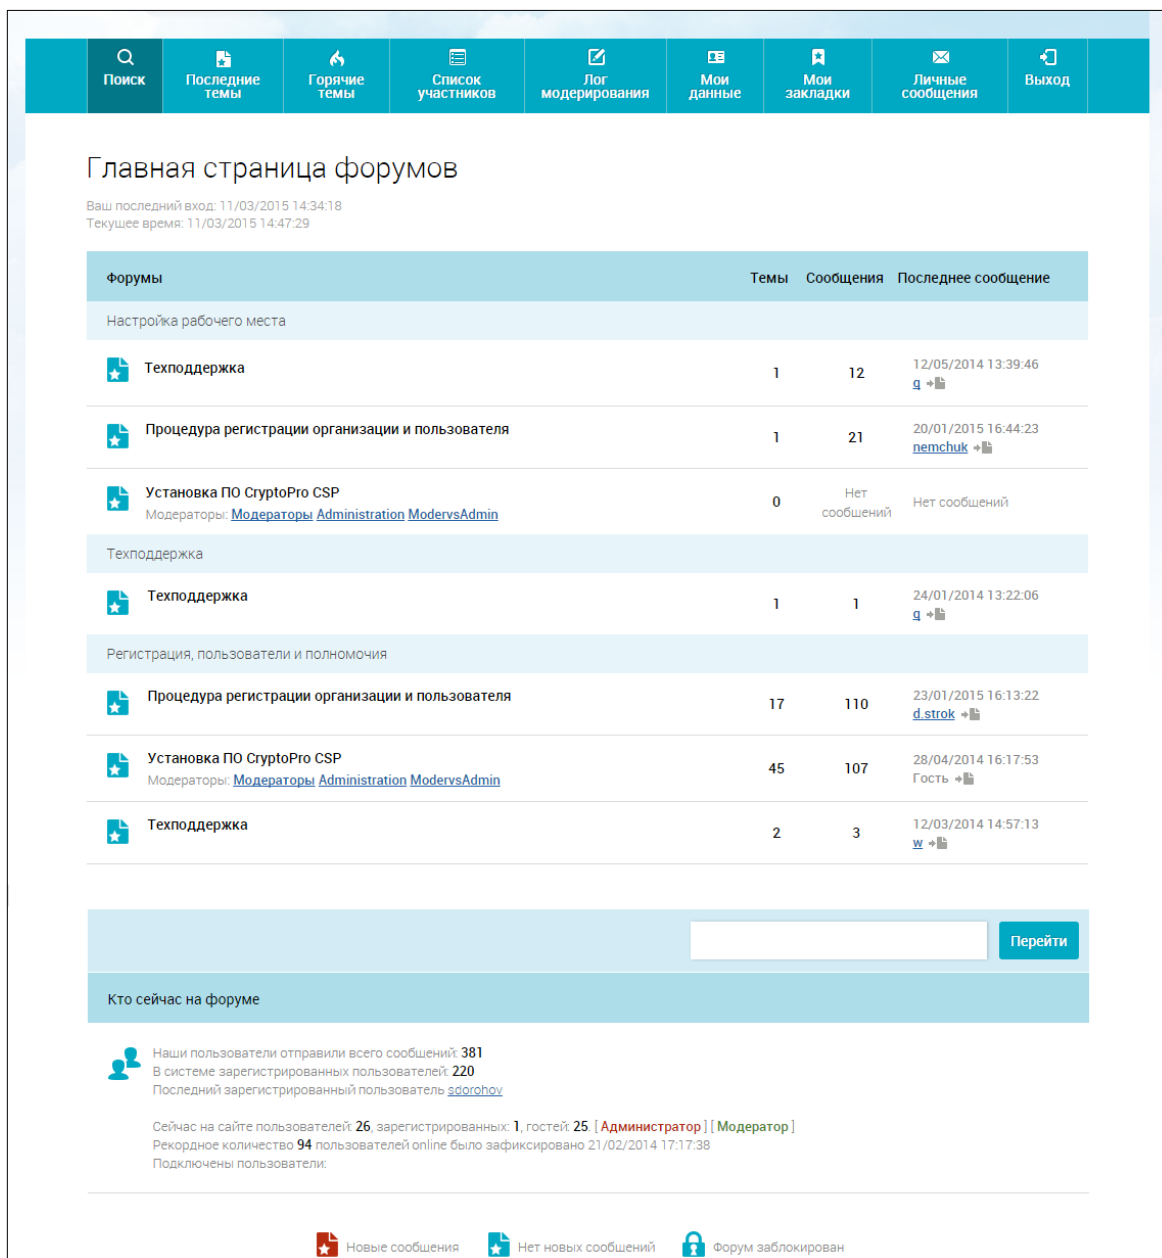 Поиск
Последние темы
Горячие темы
Список участников
Лог модерирования
Мои данные
Мои закладки
Личные сообщения
Выход
Главная страница форумов
Ваш последний вход: 11/03/2015 14:34:18
Текущее время: 11/03/2015 14:47:29
Форумы Темы Сообщения Последнее сообщение
Настройка рабочего места
Техподдержка 1 12 12/05/2014 13:39:46
q
Процедура регистрации организации и пользователя 1 21 20/01/2015 16:44:23
nemchuk
Установка ПО CryptoPro CSP 0 Нет сообщений Нет сообщений
Модераторы: Модераторы Administration ModervsAdmin
Техподдержка
Техподдержка 1 1 24/01/2014 13:22:06
q
Регистрация, пользователи и полномочия
Процедура регистрации организации и пользователя 17 110 23/01/2015 16:13:22
d.strok
Установка ПО CryptoPro CSP 45 107 28/04/2014 16:17:53
Модераторы: Модераторы Administration ModervsAdmin Гость
Техподдержка 2 3 12/03/2014 14:57:13
w
Перейти
Кто сейчас на форуме
Наши пользователи отправили всего сообщений: 381
В системе зарегистрированных пользователей: 220
Последний зарегистрированный пользователь sdorohov
Сейчас на сайте пользователей: 26, зарегистрированных: 1, гостей: 25. [ Администратор ] [ Модератор ]
Рекордное количество 94 пользователей online было зафиксировано 21/02/2014 17:17:38
Подключены пользователи:
Новые сообщения Нет новых сообщений Форум заблокирован